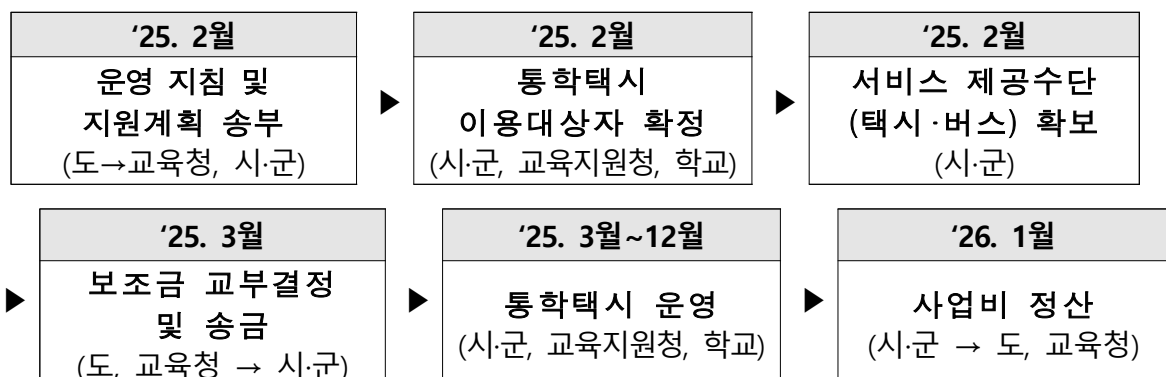 ‘25. 2월
운영 지침 및
지원계획 송부
(도→교육청, 시·군)
▶
‘25. 2월
통학택시
이용대상자 확정
(시·군, 교육지원청, 학교)
▶
‘25. 2월
서비스 제공수단
(택시·버스) 확보
(시·군)
▶
‘25. 3월
보조금 교부결정
및 송금
(도, 교육청 → 시·군)
▶
‘25. 3월~12월
통학택시 운영
(시·군, 교육지원청, 학교)
▶
‘26. 1월
사업비 정산
(시·군 → 도, 교육청)